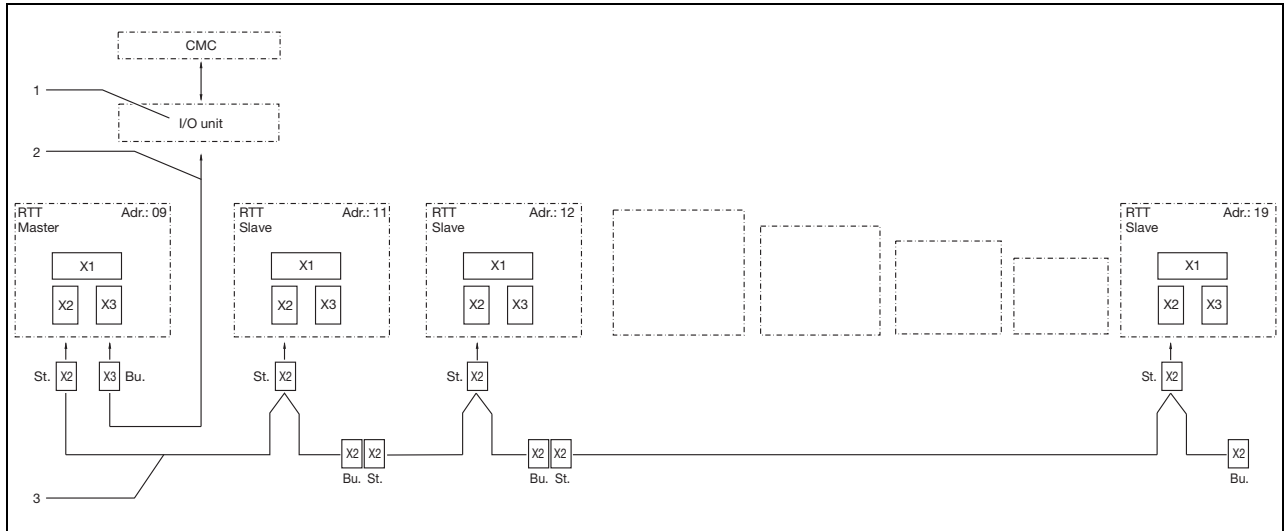 CMC
1
I/O unit
2
RTT Adr.: 09
Master
X1
X2 X3
RTT Adr.: 11
Slave
X1
X2 X3
RTT Adr.: 12
Slave
X1
X2 X3
RTT Adr.: 19
Slave
X1
X2 X3
St. X2 X3 Bu.
St. X2
St. X2
St. X2
X2 X2
Bu. St.
X2 X2
Bu. St.
X2
Bu.
3